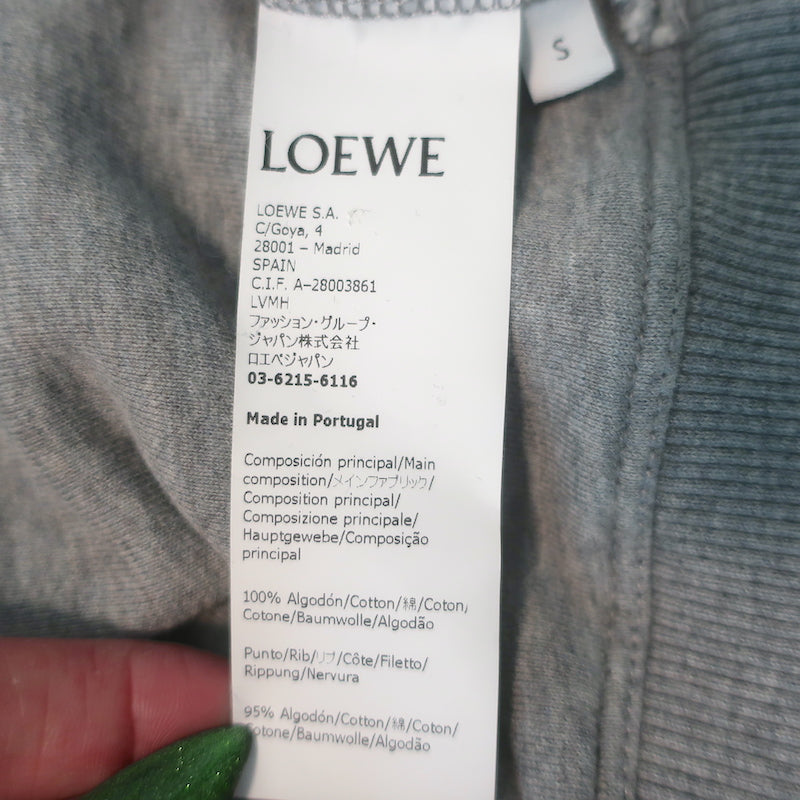 S
LOEWE
LOEWE S.A.
C/Goya, 4
28001 – Madrid
SPAIN
C.I.F. A–28003861
LVMH
ファッション・グループ・
ジャパン株式会社
ロエベジャパン
03-6215-6116
Made in Portugal
Composición principal/Main
composition/メインファブリック/
Composition principal/
Composizione principale/
Hauptgewebe/Composição
principal
100% Algodón/Cotton/綿/Coton/
Cotone/Baumwolle/Algodão
Punto/Rib/リブ/Côte/Filetto/
Rippung/Nervura
95% Algodón/Cotton/綿/Coton/
Cotone/Baumwolle/Algodão